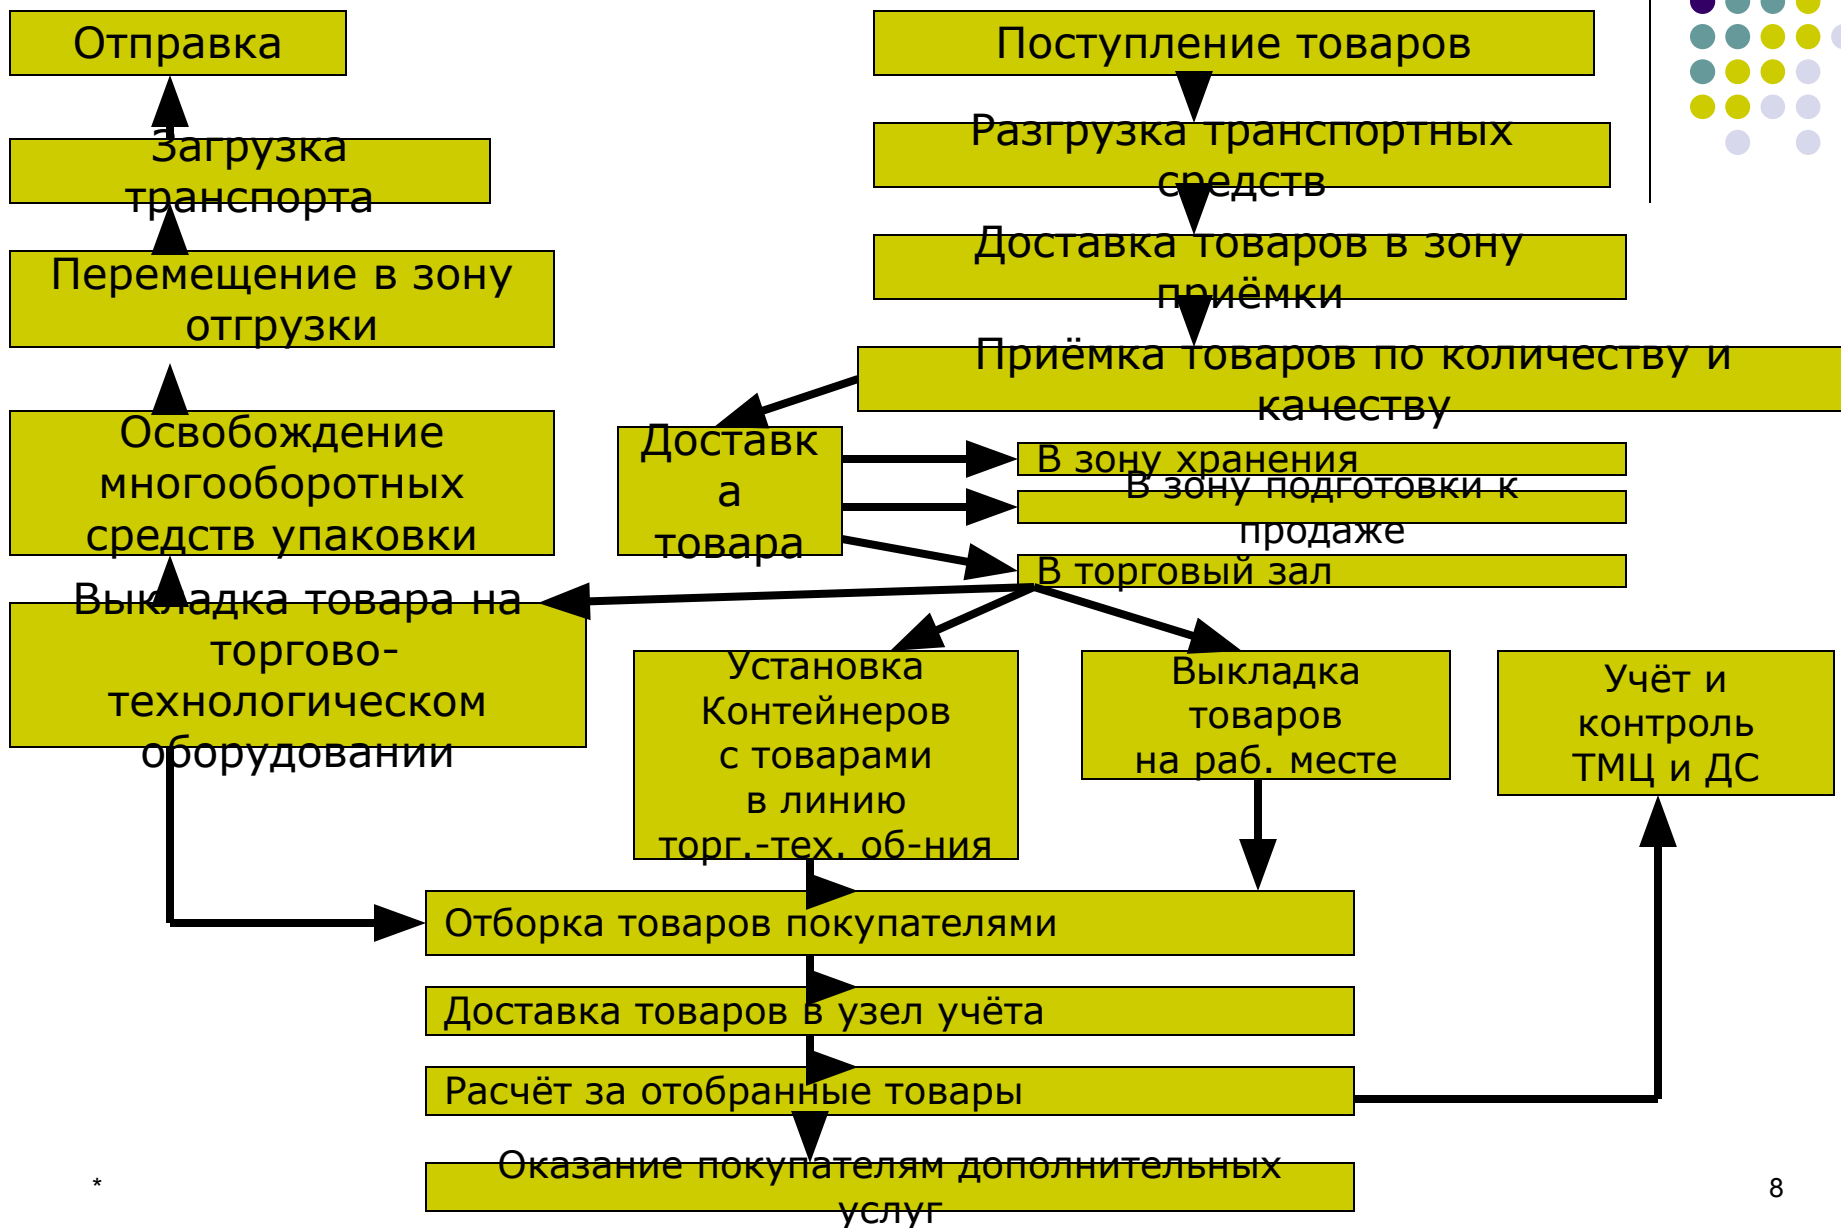 Отправка
Загрузка
транспорта
Перемещение в зону
отгрузки
Освобождение
многооборотных
средств упаковки
Выкладка товара на
торгово-
технологическом
оборудовании
Поступление товаров
Разгрузка транспортных
средств
Доставка товаров в зону
приёмки
Приёмка товаров по количеству и
качеству
Доставк
а
товара
В зону хранения
В зону подготовки к
продаже
В торговый зал
Установка
Контейнеров
с товарами
в линию
торг.-тех. об-ния
Выкладка
товаров
на раб. месте
Учёт и
контроль
ТМЦ и ДС
Отборка товаров покупателями
Доставка товаров в узел учёта
Расчёт за отобранные товары
Оказание покупателям дополнительных
услуг
*
8